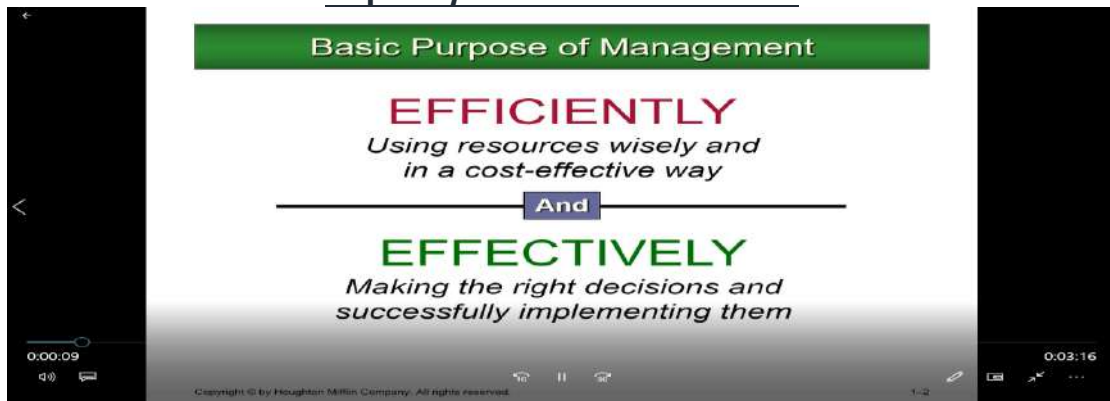 Basic Purpose of Management
EFFICIENTLY
Using resources wisely and
in a cost-effective way
And
EFFECTIVELY
Making the right decisions and
successfully implementing them
0:00:09
0:03:16
10
30
Copyright © by Houghton Mifflin Company. All rights reserved.
1–2